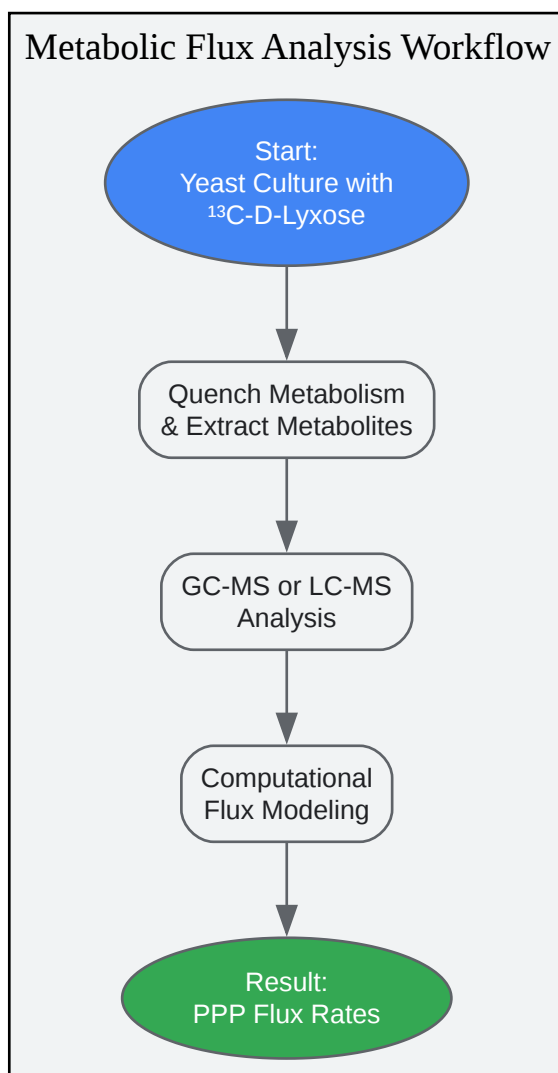 Metabolic Flux Analysis Workflow
Start:
Yeast Culture with
¹³C-D-Lyxose
Quench Metabolism
& Extract Metabolites
GC-MS or LC-MS
Analysis
Computational
Flux Modeling
Result:
PPP Flux Rates